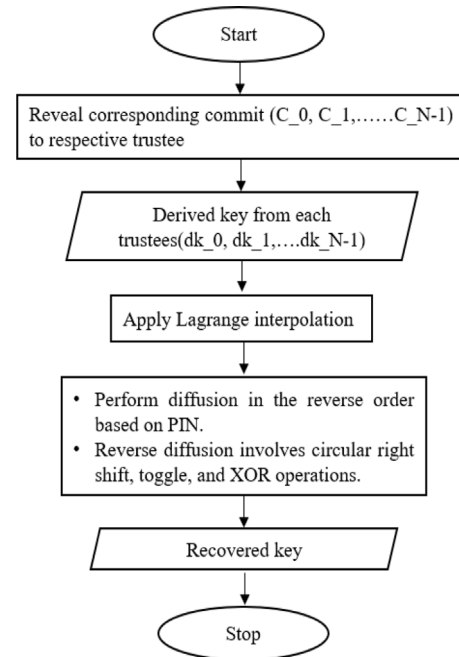 Start
Reveal corresponding commit (C_0, C_1,......C_N-1)
to respective trustee
Derived key from each
trustees(dk_0, dk_1,....dk_N-1)
Apply Lagrange interpolation
• Perform diffusion in the reverse order
based on PIN.
• Reverse diffusion involves circular right
shift, toggle, and XOR operations.
Recovered key
Stop